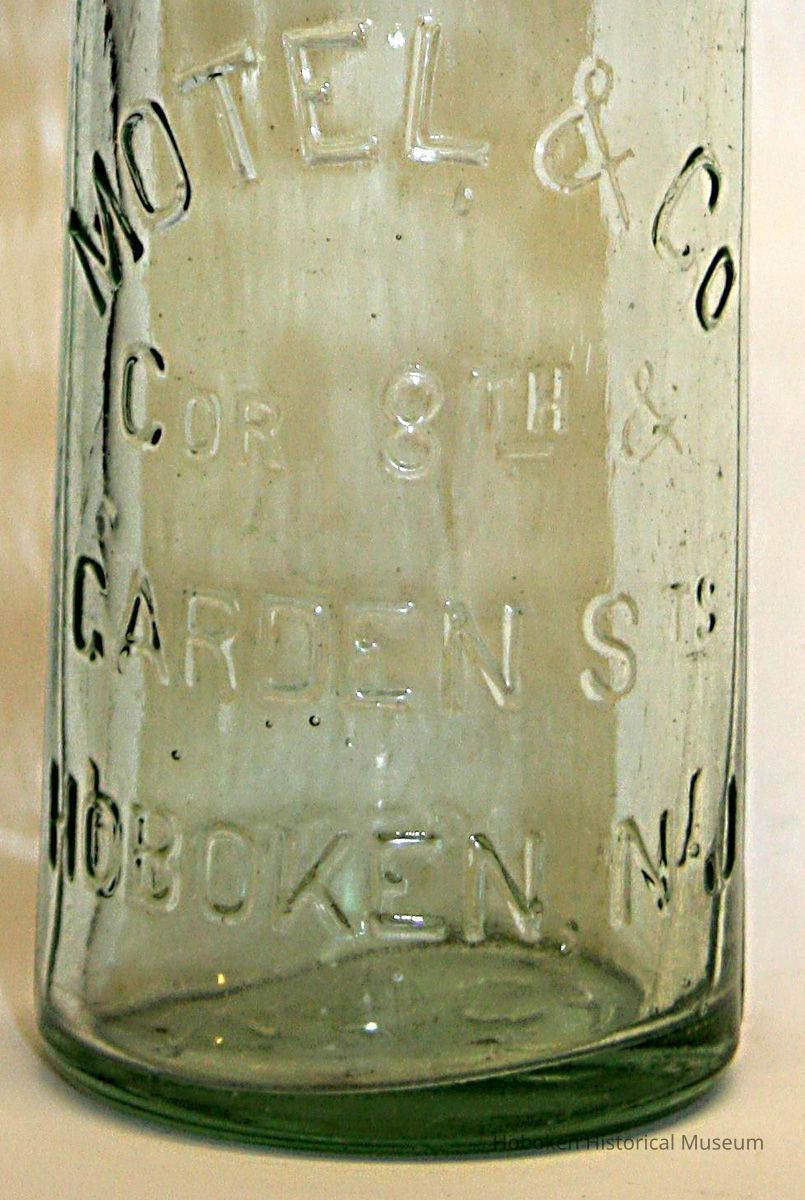 MOTEL & CO
COR 8TH &
GARDEN STS
HOBOKEN N.J
Hoboken Historical Museum